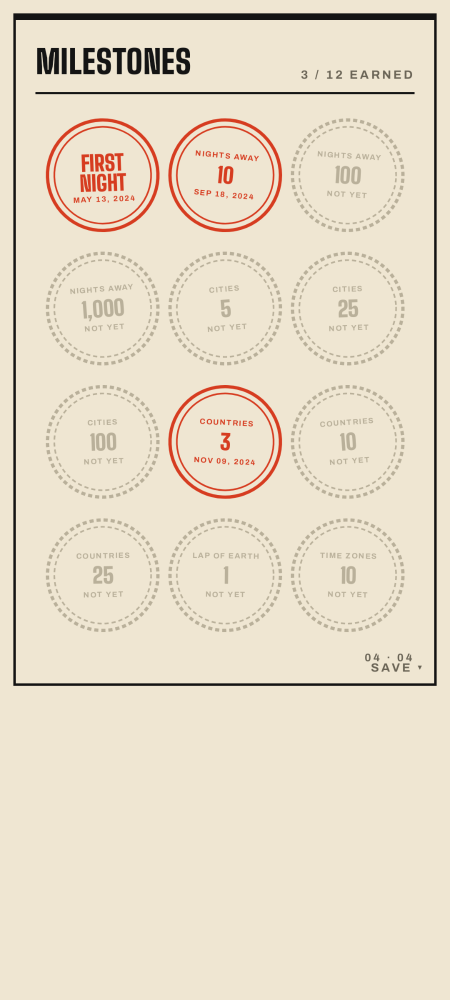 MILESTONES
3 / 12 EARNED
FIRST
NIGHT
MAY 13, 2024
NIGHTS AWAY
10
SEP 18, 2024
NIGHTS AWAY
100
NOT YET
NIGHTS AWAY
1,000
NOT YET
CITIES
5
NOT YET
CITIES
25
NOT YET
CITIES
100
NOT YET
COUNTRIES
3
NOV 09, 2024
COUNTRIES
10
NOT YET
COUNTRIES
25
NOT YET
LAP OF EARTH
1
NOT YET
TIME ZONES
10
NOT YET
04 · 04
SAVE ▾